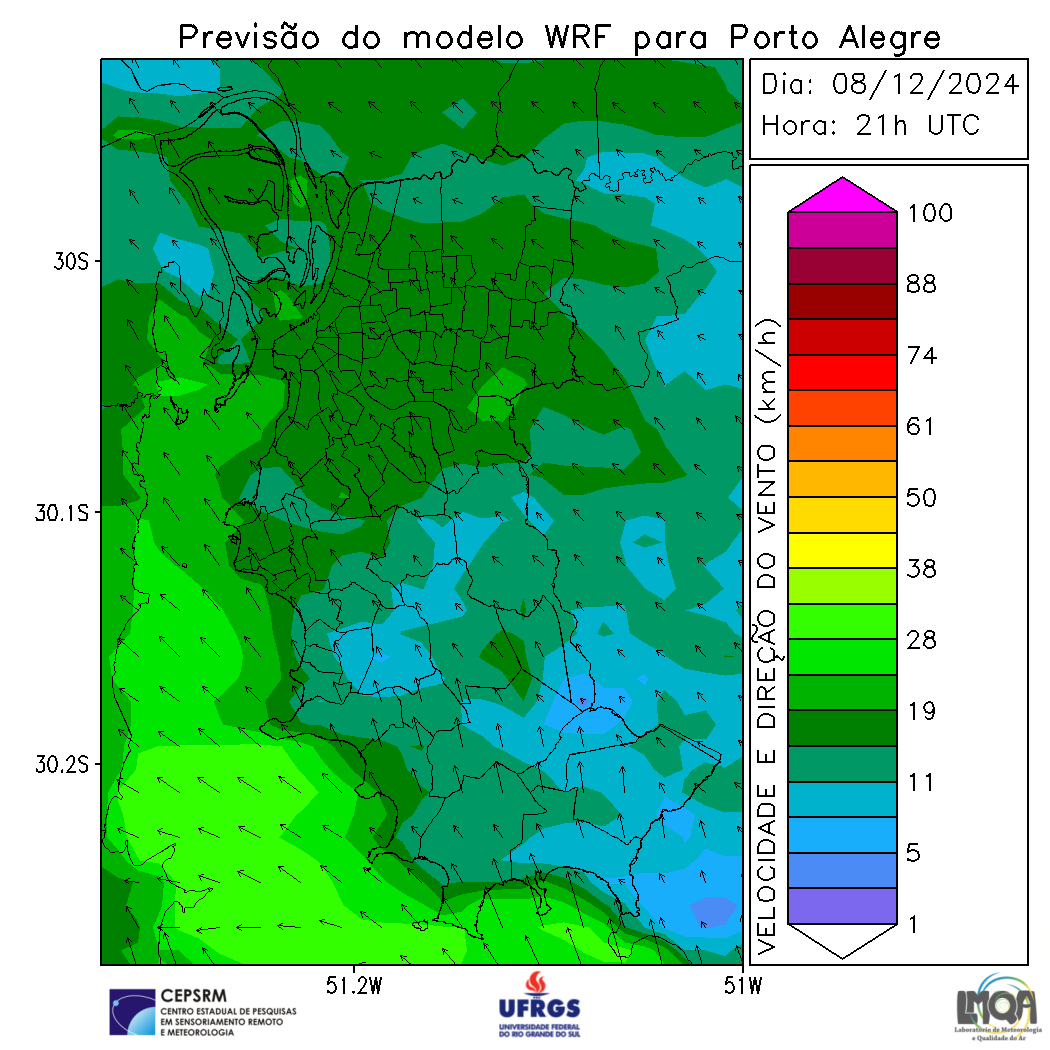 Previsão do modelo WRF para Porto Alegre
Dia: 08/12/2024
Hora: 21h UTC
30S
30.1S
30.2S
51.2W
51W
VELOCIDADE E DIREÇÃO DO VENTO (km/h)
100
88
74
61
50
38
28
19
11
5
1
CEPSRM
CENTRO ESTADUAL DE PESQUISAS
EM SENSORIAMENTO REMOTO
E METEOROLOGIA
UFRGS
UNIVERSIDADE FEDERAL
DO RIO GRANDE DO SUL
LMQA
Laboratório de Meteorologia
e Qualidade do Ar